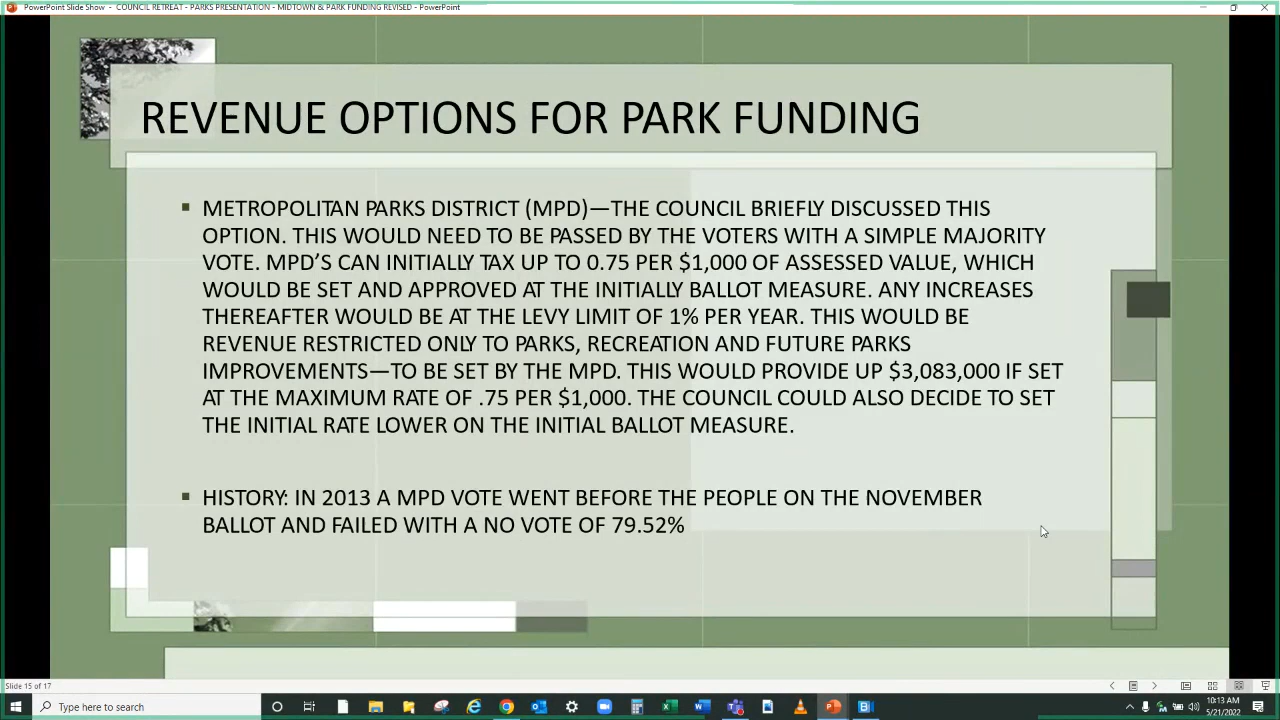 PowerPoint Slide Show - COUNCIL RETREAT - PARKS PRESENTATION - MIDTOWN & PARK FUNDING REVISED - PowerPoint
REVENUE OPTIONS FOR PARK FUNDING
▪ METROPOLITAN PARKS DISTRICT (MPD)—THE COUNCIL BRIEFLY DISCUSSED THIS
OPTION. THIS WOULD NEED TO BE PASSED BY THE VOTERS WITH A SIMPLE MAJORITY
VOTE. MPD'S CAN INITIALLY TAX UP TO 0.75 PER $1,000 OF ASSESSED VALUE, WHICH
WOULD BE SET AND APPROVED AT THE INITIALLY BALLOT MEASURE. ANY INCREASES
THEREAFTER WOULD BE AT THE LEVY LIMIT OF 1% PER YEAR. THIS WOULD BE
REVENUE RESTRICTED ONLY TO PARKS, RECREATION AND FUTURE PARKS
IMPROVEMENTS—TO BE SET BY THE MPD. THIS WOULD PROVIDE UP $3,083,000 IF SET
AT THE MAXIMUM RATE OF .75 PER $1,000. THE COUNCIL COULD ALSO DECIDE TO SET
THE INITIAL RATE LOWER ON THE INITIAL BALLOT MEASURE.
▪ HISTORY: IN 2013 A MPD VOTE WENT BEFORE THE PEOPLE ON THE NOVEMBER
BALLOT AND FAILED WITH A NO VOTE OF 79.52%
Slide 15 of 17
Type here to search
10:13 AM
5/21/2022